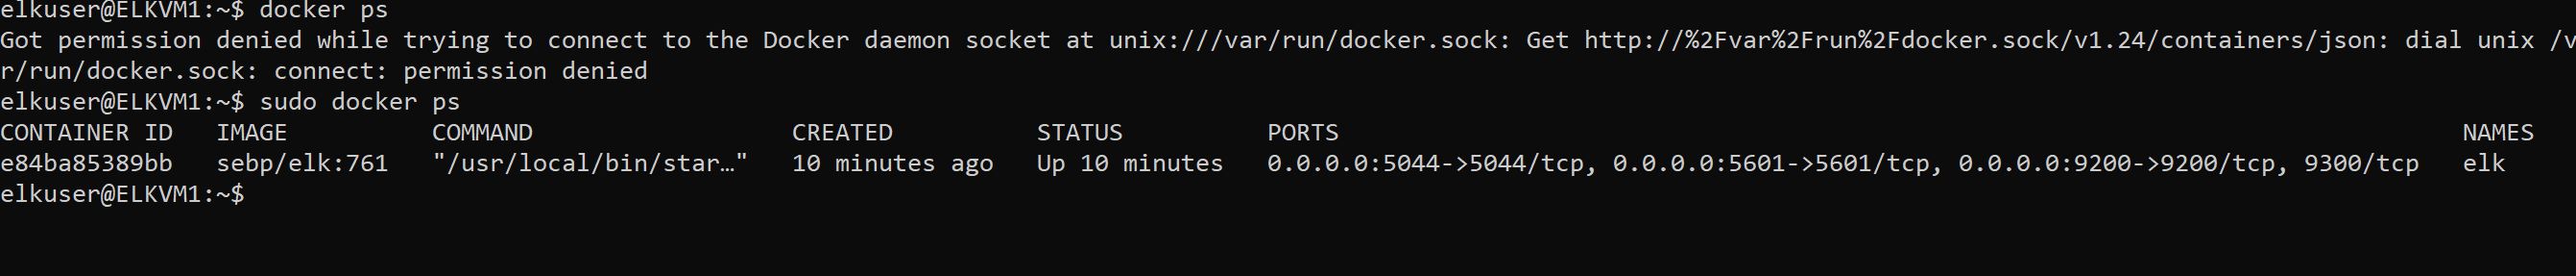 elkuser@ELKVM1:~$ docker ps
Got permission denied while trying to connect to the Docker daemon socket at unix:///var/run/docker.sock: Get http://%2Fvar%2Frun%2Fdocker.sock/v1.24/containers/json: dial unix /v
r/run/docker.sock: connect: permission denied
elkuser@ELKVM1:~$ sudo docker ps
CONTAINER ID   IMAGE          COMMAND                  CREATED          STATUS          PORTS                                                                              NAMES
e84ba85389bb   sebp/elk:761   "/usr/local/bin/star…"   10 minutes ago   Up 10 minutes   0.0.0.0:5044->5044/tcp, 0.0.0.0:5601->5601/tcp, 0.0.0.0:9200->9200/tcp, 9300/tcp   elk
elkuser@ELKVM1:~$